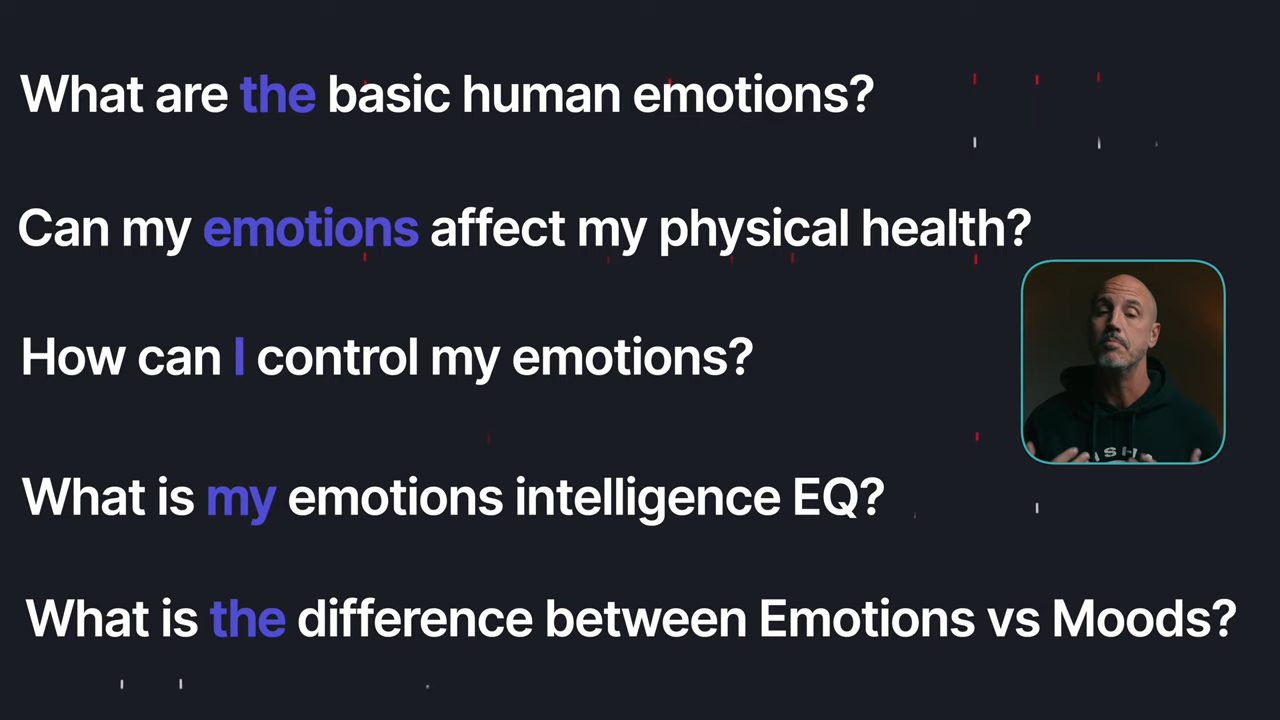 What are the basic human emotions?
Can my emotions affect my physical health?
How can I control my emotions?
What is my emotions intelligence EQ?
What is the difference between Emotions vs Moods?